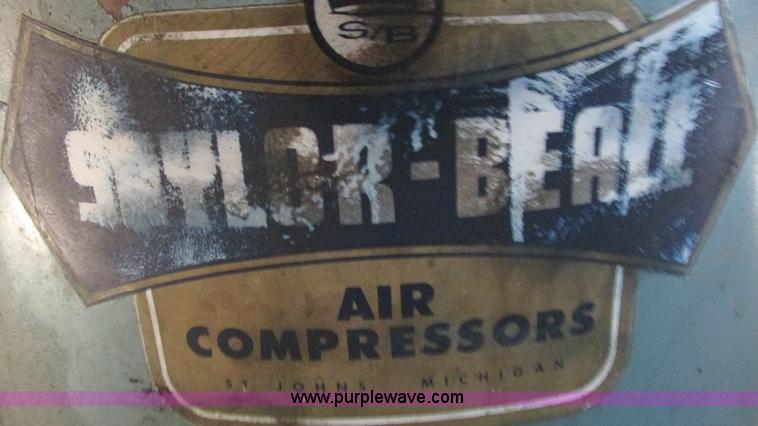 S/B
SAYLOR-BEALL
AIR
COMPRESSORS
ST. JOHNS MICHIGAN
www.purplewave.com